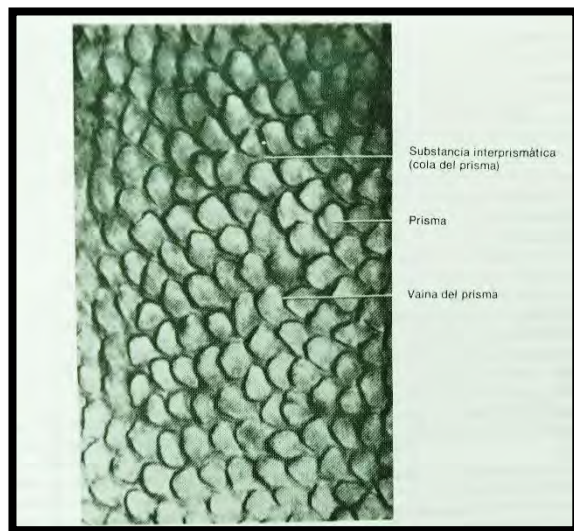 Substancia interprismática
(cola del prisma)
Prisma
Vaina del prisma